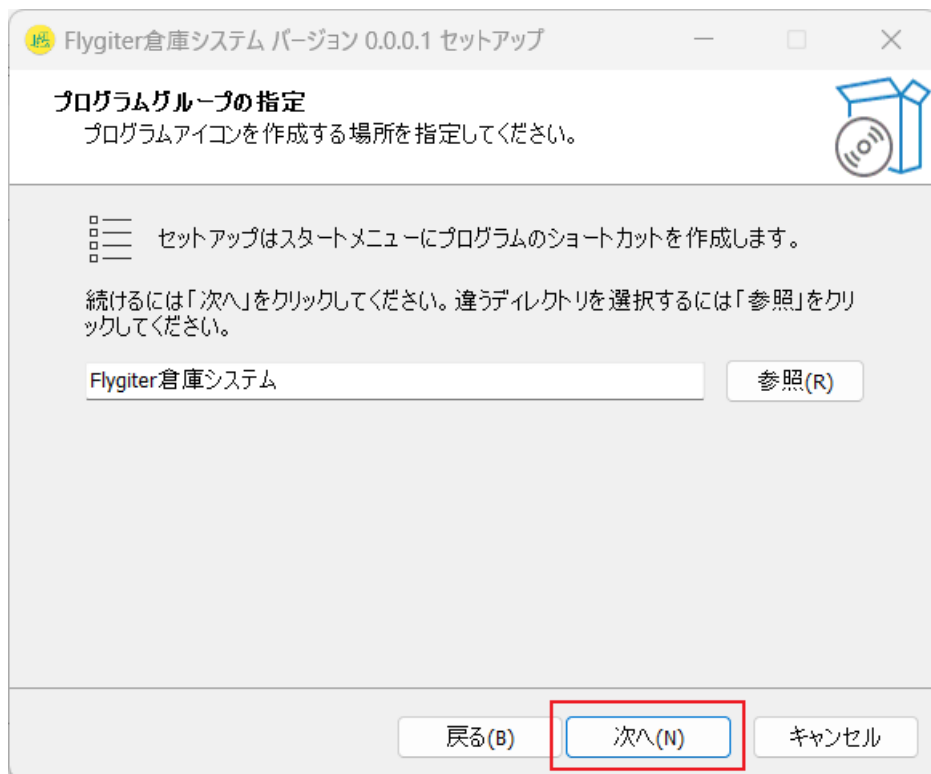 Flygiter倉庫システム バージョン 0.0.0.1 セットアップ
プログラムグループの指定
プログラムアイコンを作成する場所を指定してください。
セットアップはスタートメニューにプログラムのショートカットを作成します。
続けるには「次へ」をクリックしてください。違うディレクトリを選択するには「参照」をクリ
ックしてください。
Flygiter倉庫システム
参照(R)
戻る(B)
次へ(N)
キャンセル